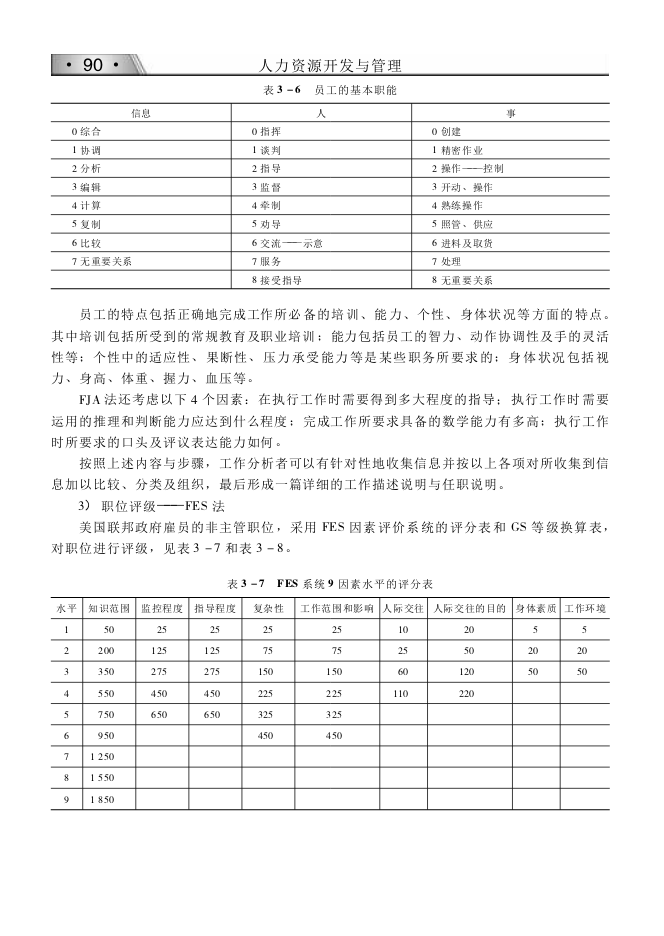 · 90 ·
人力资源开发与管理
表 3－6 员工的基本职能
信息 人 事
0 综合 0 指挥 0 创建
1 协调 1 谈判 1 精密作业
2 分析 2 指导 2 操作——控制
3 编辑 3 监督 3 开动、操作
4 计算 4 牵制 4 熟练操作
5 复制 5 劝导 5 照管、供应
6 比较 6 交流——示意 6 进料及取货
7 无重要关系 7 服务 7 处理
8 接受指导 8 无重要关系
员工的特点包括正确地完成工作所必备的培训、能力、个性、身体状况等方面的特点。
其中培训包括所受到的常规教育及职业培训；能力包括员工的智力、动作协调性及手的灵活
性等；个性中的适应性、果断性、压力承受能力等是某些职务所要求的；身体状况包括视
力、身高、体重、握力、血压等。
FJA 法还考虑以下 4 个因素：在执行工作时需要得到多大程度的指导；执行工作时需要
运用的推理和判断能力应达到什么程度；完成工作所要求具备的数学能力有多高；执行工作
时所要求的口头及评议表达能力如何。
按照上述内容与步骤，工作分析者可以有针对性地收集信息并按以上各项对所收集到信
息加以比较、分类及组织，最后形成一篇详细的工作描述说明与任职说明。
3） 职位评级——FES 法
美国联邦政府雇员的非主管职位，采用 FES 因素评价系统的评分表和 GS 等级换算表，
对职位进行评级，见表 3－7 和表 3－8。
表 3－7 FES 系统 9 因素水平的评分表
水平 知识范围 监控程度 指导程度 复杂性 工作范围和影响 人际交往 人际交往的目的 身体素质 工作环境
1 50 25 25 25 25 10 20 5 5
2 200 125 125 75 75 25 50 20 20
3 350 275 275 150 150 60 120 50 50
4 550 450 450 225 225 110 220
5 750 650 650 325 325
6 950 450 450
7 1 250
8 1 550
9 1 850